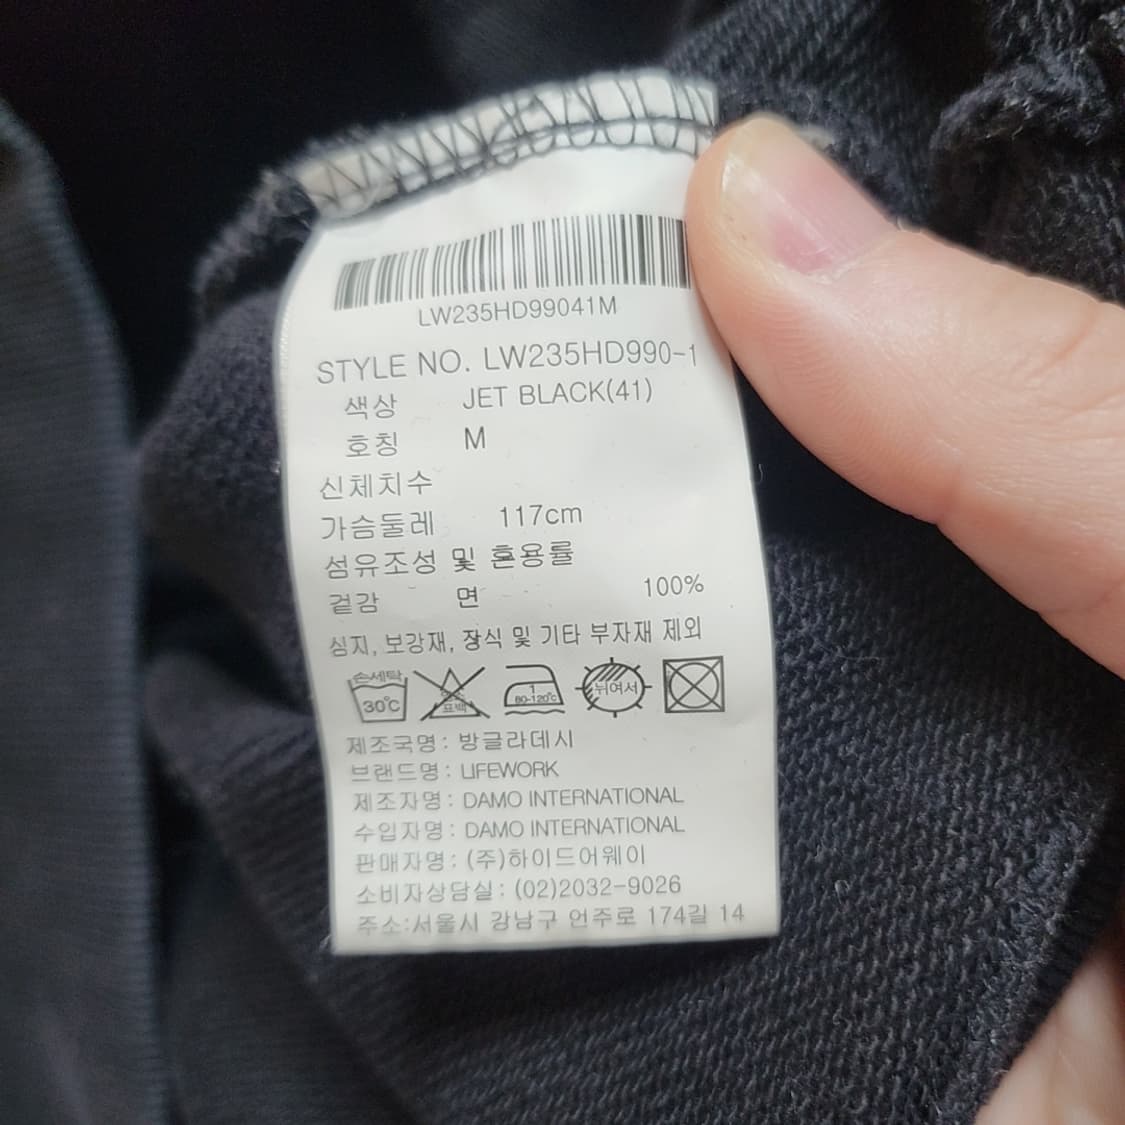 LW235HD99041M
STYLE NO. LW235HD990-1
색상 JET BLACK(41)
호칭 M
신체치수
가슴둘레 117cm
섬유조성 및 혼용률
겉감 면 100%
심지, 보강재, 장식 및 기타 부자재 제외
손세탁 30℃ 표백 1 80-120℃ 뉘여서
제조국명: 방글라데시
브랜드명: LIFEWORK
제조자명: DAMO INTERNATIONAL
수입자명: DAMO INTERNATIONAL
판매자명: (주)하이드어웨이
소비자상담실: (02)2032-9026
주소:서울시 강남구 언주로 174길 14